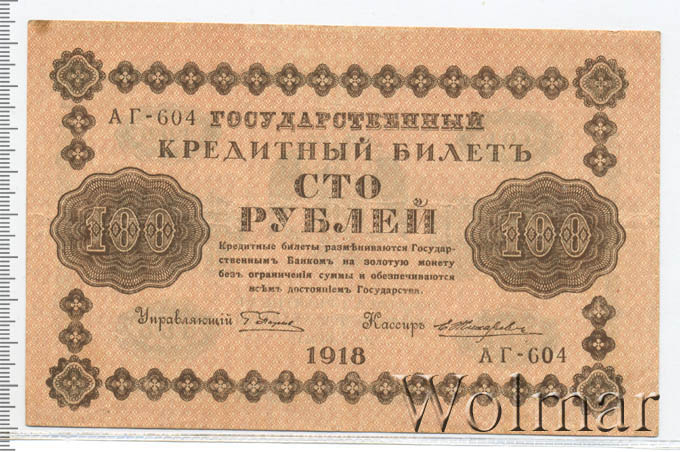 АГ-604 ГОСУДАРСТВЕННЫЙ
КРЕДИТНЫЙ БИЛЕТЪ
СТО
РУБЛЕЙ
100
100
Кредитные билеты размѣниваются Государ-
ственнымъ Банкомъ на золотую монету
безъ ограниченія суммы и обезпечиваются
всѣмъ достояніемъ Государства.
Управляющій
Кассиръ
1918
АГ-604
Wolmar